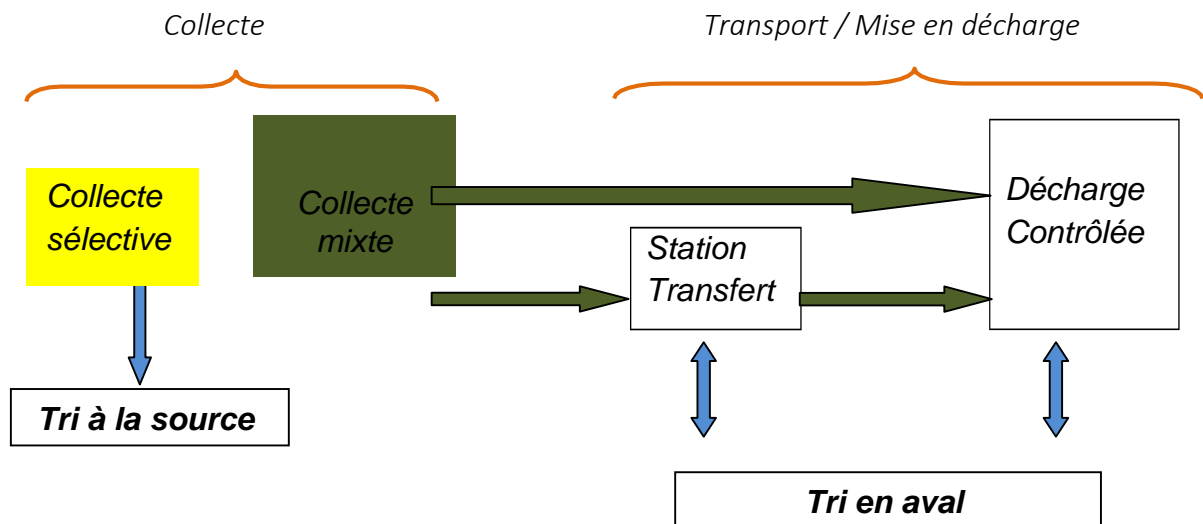 Collecte
Transport / Mise en décharge
Collecte
sélective
Collecte
mixte
Station
Transfert
Décharge
Contrôlée
Tri à la source
Tri en aval